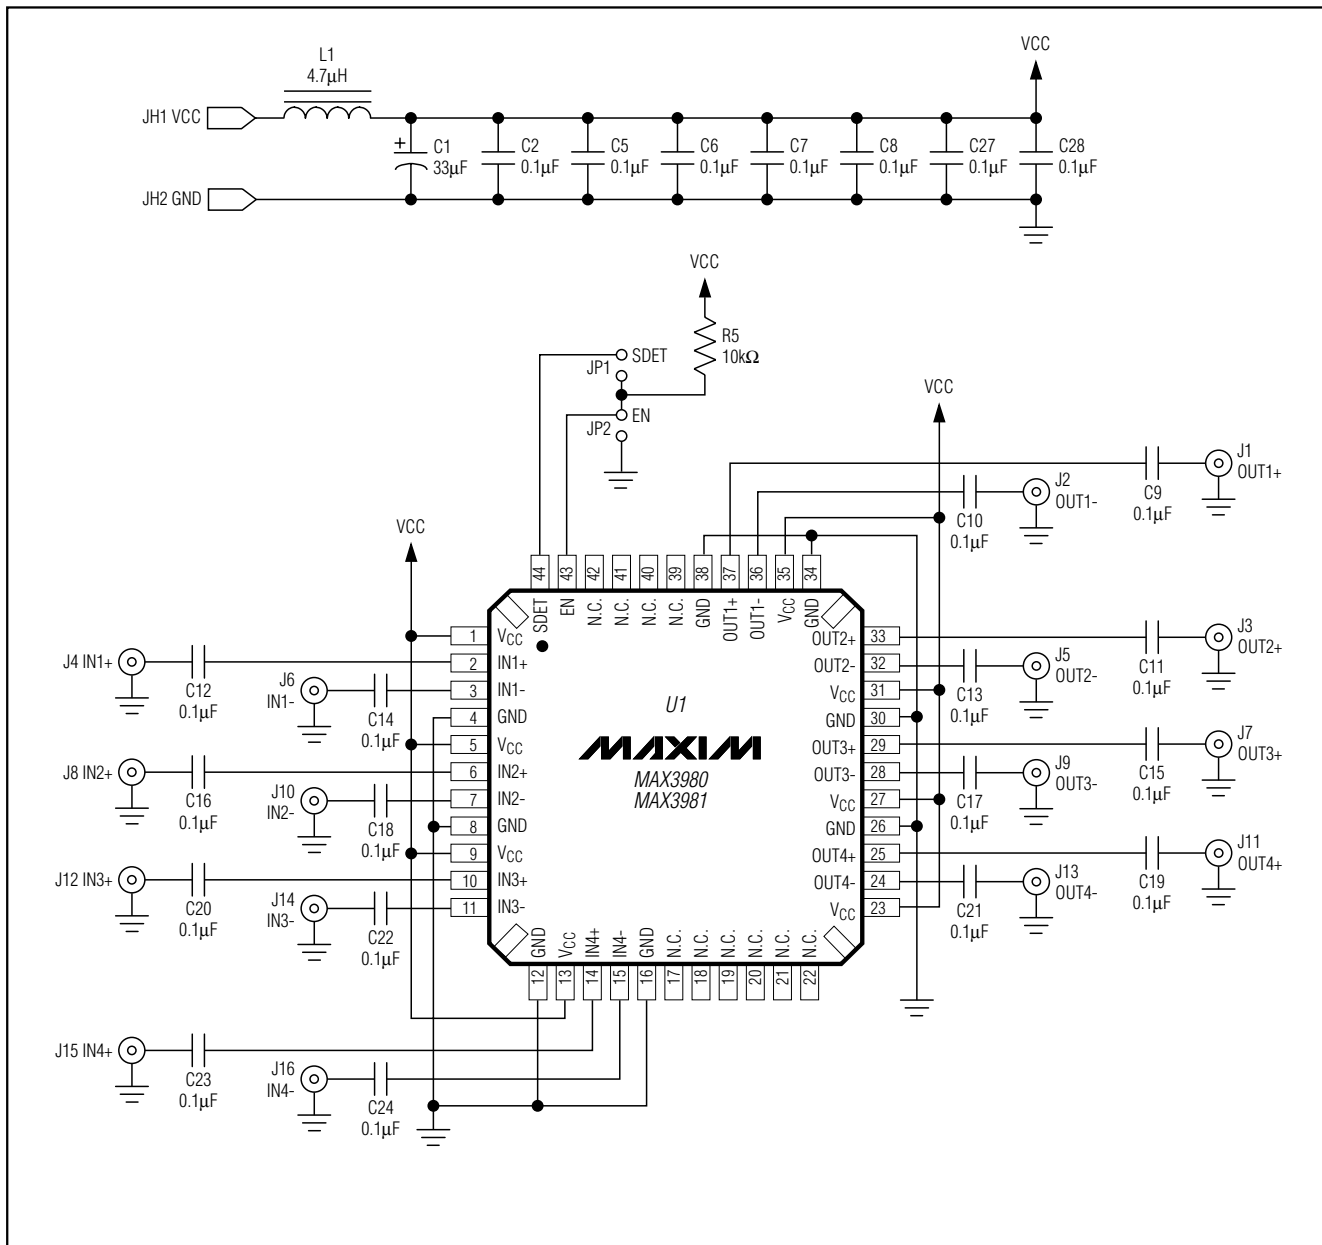 L1
4.7µH
VCC
JH1 VCC
+
C1
33µF
C2
0.1µF
C5
0.1µF
C6
0.1µF
C7
0.1µF
C8
0.1µF
C27
0.1µF
C28
0.1µF
JH2 GND
VCC
R5
10kΩ
SDET
JP1
EN
JP2
VCC
J1
OUT1+
C9
0.1µF
J2
OUT1-
C10
0.1µF
VCC
44
43
42
41
40
39
38
37
36
35
34
SDET
EN
N.C.
N.C.
N.C.
N.C.
GND
OUT1+
OUT1-
VCC
GND
1 VCC
2 IN1+
3 IN1-
4 GND
5 VCC
6 IN2+
7 IN2-
8 GND
9 VCC
10 IN3+
11 IN3-
J4 IN1+
C12
0.1µF
J6
IN1-
C14
0.1µF
J8 IN2+
C16
0.1µF
J10
IN2-
C18
0.1µF
J12 IN3+
C20
0.1µF
J14
IN3-
C22
0.1µF
U1
MAXIM
MAX3980
MAX3981
OUT2+ 33
OUT2- 32
VCC 31
GND 30
OUT3+ 29
OUT3- 28
VCC 27
GND 26
OUT4+ 25
OUT4- 24
VCC 23
J3
OUT2+
C11
0.1µF
J5
OUT2-
C13
0.1µF
J7
OUT3+
C15
0.1µF
J9
OUT3-
C17
0.1µF
J11
OUT4+
C19
0.1µF
J13
OUT4-
C21
0.1µF
GND
VCC
IN4+
IN4-
GND
N.C.
N.C.
N.C.
N.C.
N.C.
N.C.
12
13
14
15
16
17
18
19
20
21
22
J15 IN4+
C23
0.1µF
J16
IN4-
C24
0.1µF